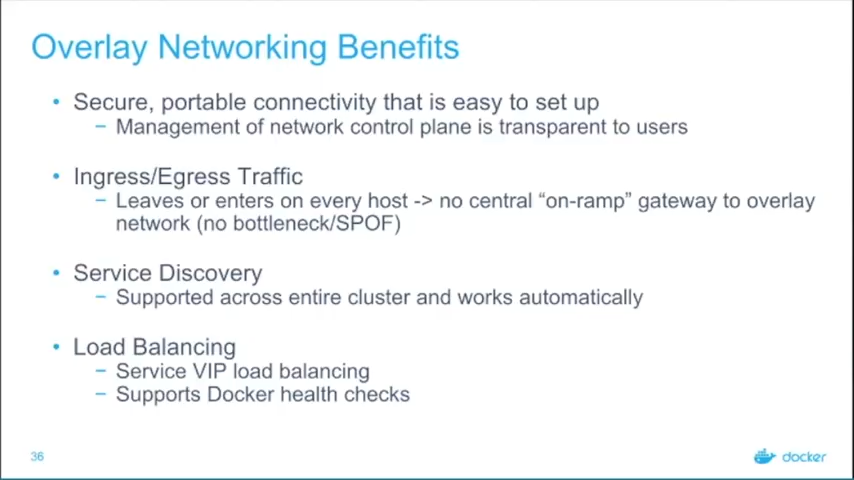 Overlay Networking Benefits
• Secure, portable connectivity that is easy to set up
− Management of network control plane is transparent to users
• Ingress/Egress Traffic
− Leaves or enters on every host -> no central “on-ramp” gateway to overlay
network (no bottleneck/SPOF)
• Service Discovery
− Supported across entire cluster and works automatically
• Load Balancing
− Service VIP load balancing
− Supports Docker health checks
36
docker